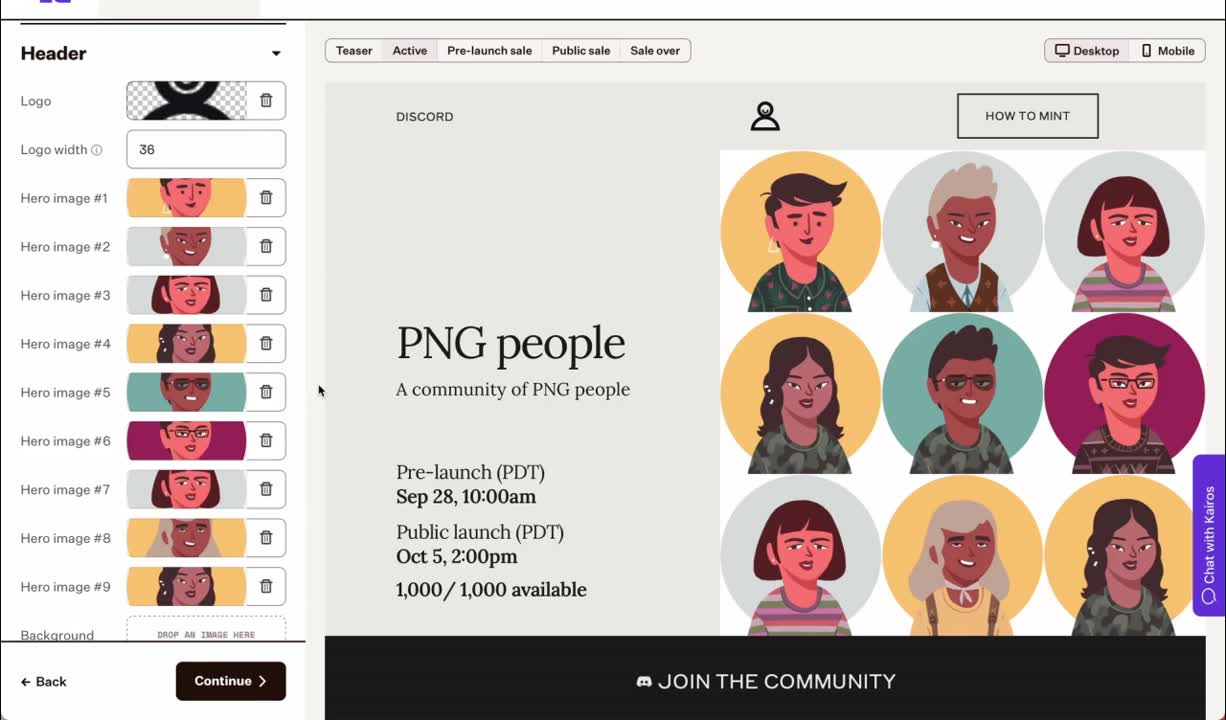 Header
Logo
Logo width
36
Hero image #1
Hero image #2
Hero image #3
Hero image #4
Hero image #5
Hero image #6
Hero image #7
Hero image #8
Hero image #9
Background
DROP AN IMAGE HERE
Back
Continue
Teaser
Active
Pre-launch sale
Public sale
Sale over
Desktop
Mobile
DISCORD
HOW TO MINT
PNG people
A community of PNG people
Pre-launch (PDT)
Sep 28, 10:00am
Public launch (PDT)
Oct 5, 2:00pm
1,000 / 1,000 available
JOIN THE COMMUNITY
Chat with Kairos